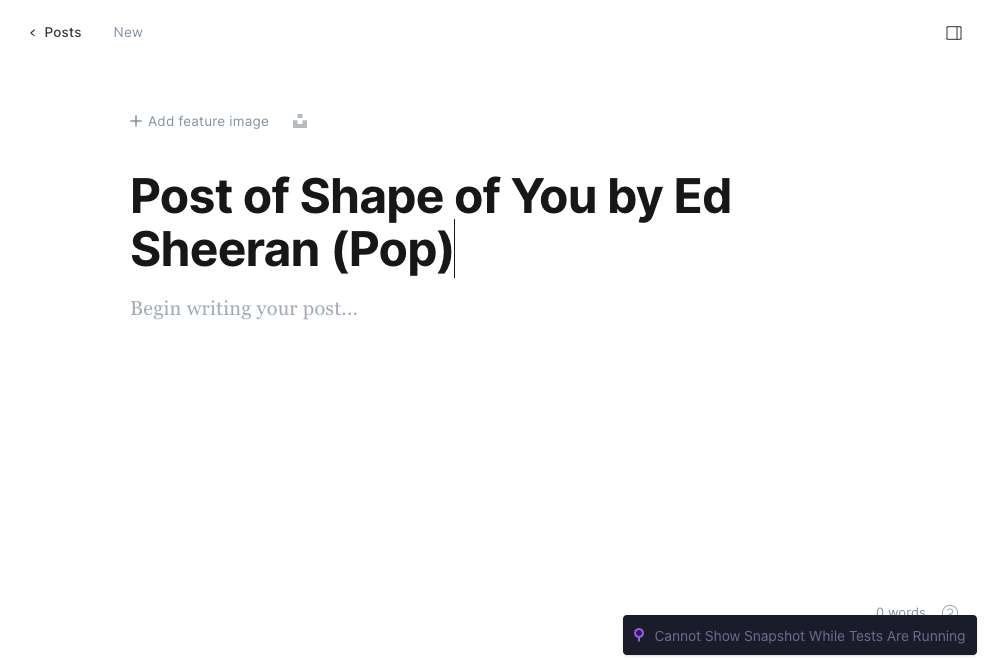 Posts New
Add feature image
Post of Shape of You by Ed
Sheeran (Pop)
Begin writing your post...
0 words ?
Cannot Show Snapshot While Tests Are Running